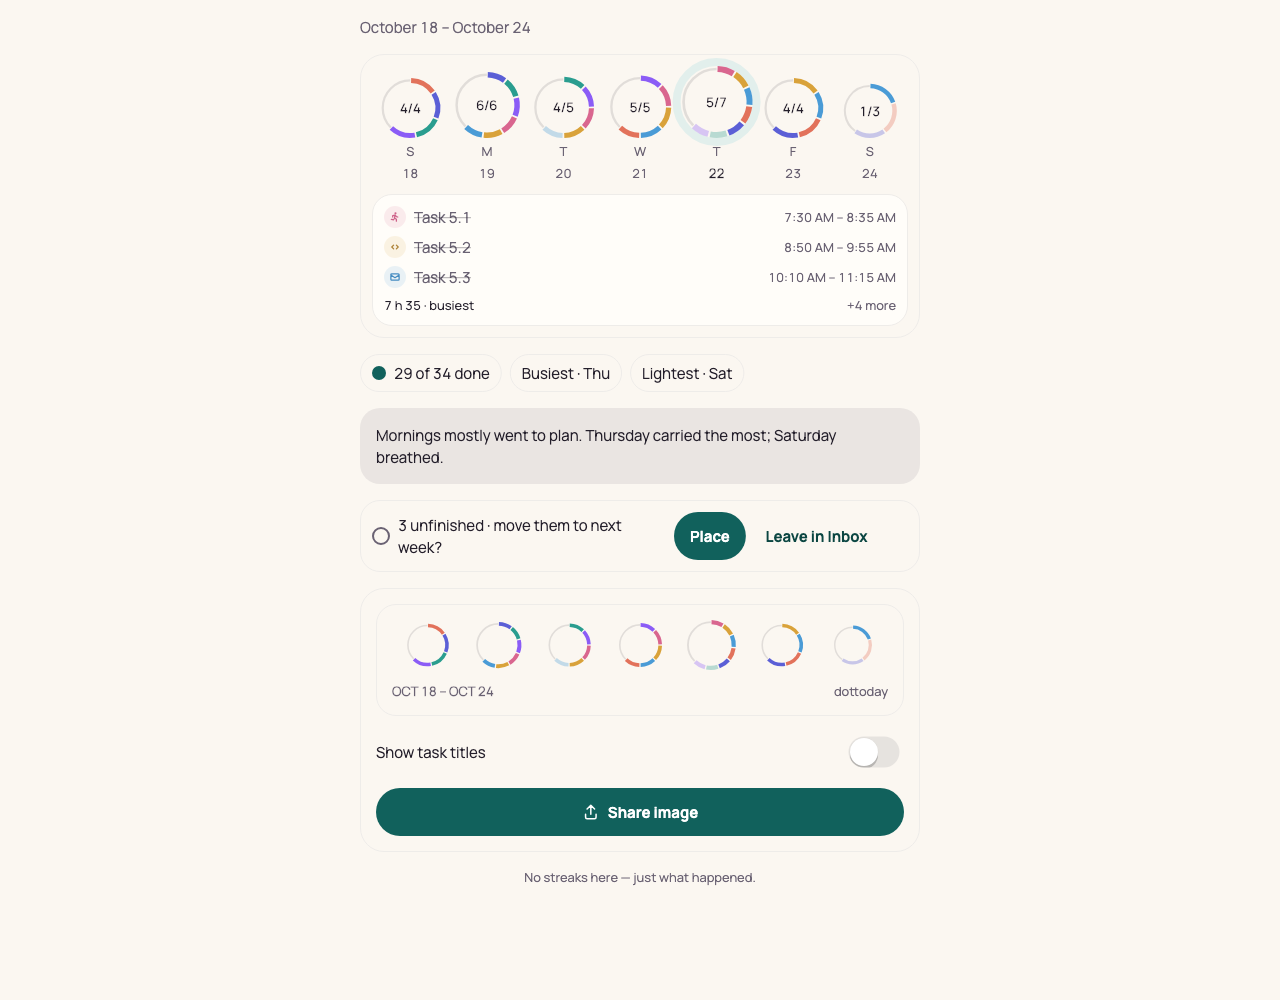 October 18 – October 24
4/4 6/6 4/5 5/5 5/7 4/4 1/3
S M T W T F S
18 19 20 21 22 23 24
Task 5.1 7:30 AM – 8:35 AM
Task 5.2 8:50 AM – 9:55 AM
Task 5.3 10:10 AM – 11:15 AM
7 h 35 · busiest +4 more
29 of 34 done Busiest · Thu Lightest · Sat
Mornings mostly went to plan. Thursday carried the most; Saturday
breathed.
3 unfinished · move them to next
week?
Place Leave in Inbox
OCT 18 – OCT 24 dottoday
Show task titles
Share image
No streaks here — just what happened.